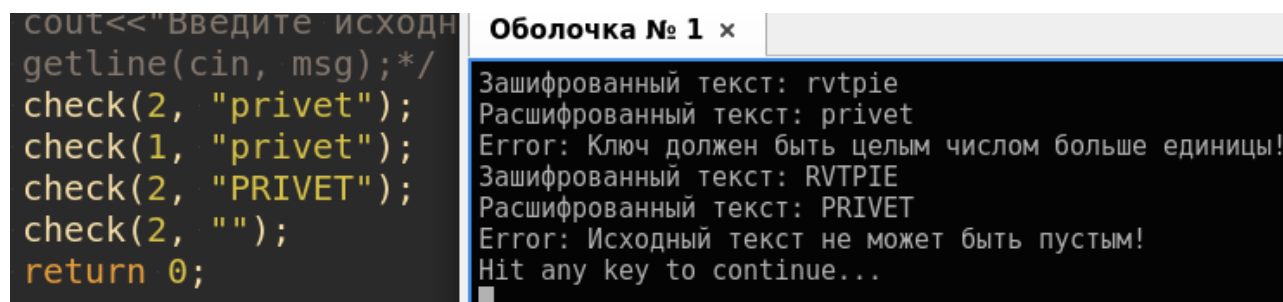 cout<<"Введите исходн
getline(cin, msg);*/
check(2, "privet");
check(1, "privet");
check(2, "PRIVET");
check(2, "");
return 0;
Оболочка № 1 ×
Зашифрованный текст: rvtpie
Расшифрованный текст: privet
Error: Ключ должен быть целым числом больше единицы!
Зашифрованный текст: RVTPIE
Расшифрованный текст: PRIVET
Error: Исходный текст не может быть пустым!
Hit any key to continue...